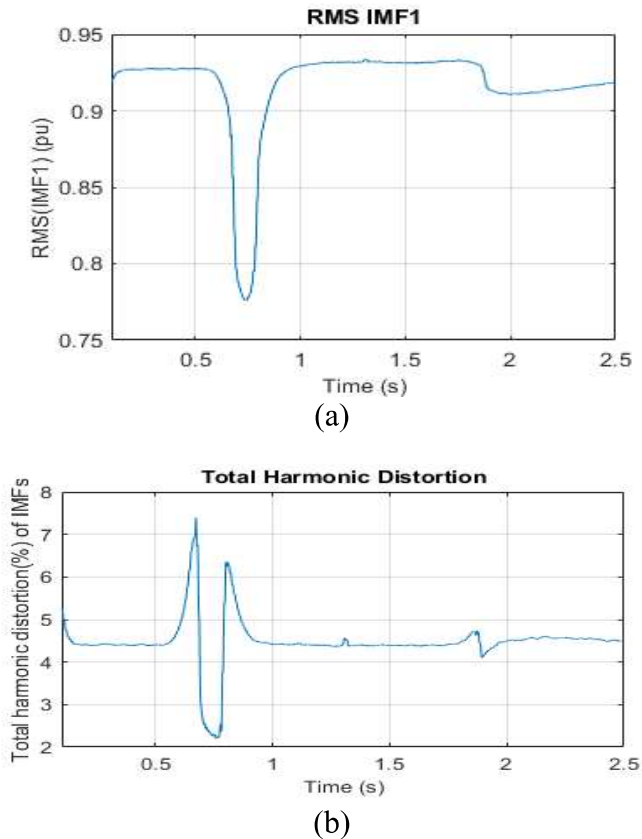 RMS IMF1
RMS(IMF1) (pu)
0.95
0.9
0.85
0.8
0.75
0.5
1
1.5
2
2.5
Time (s)
(a)
Total Harmonic Distortion
Total harmonic distortion(%) of IMFs
8
7
6
5
4
3
2
0.5
1
1.5
2
2.5
Time (s)
(b)